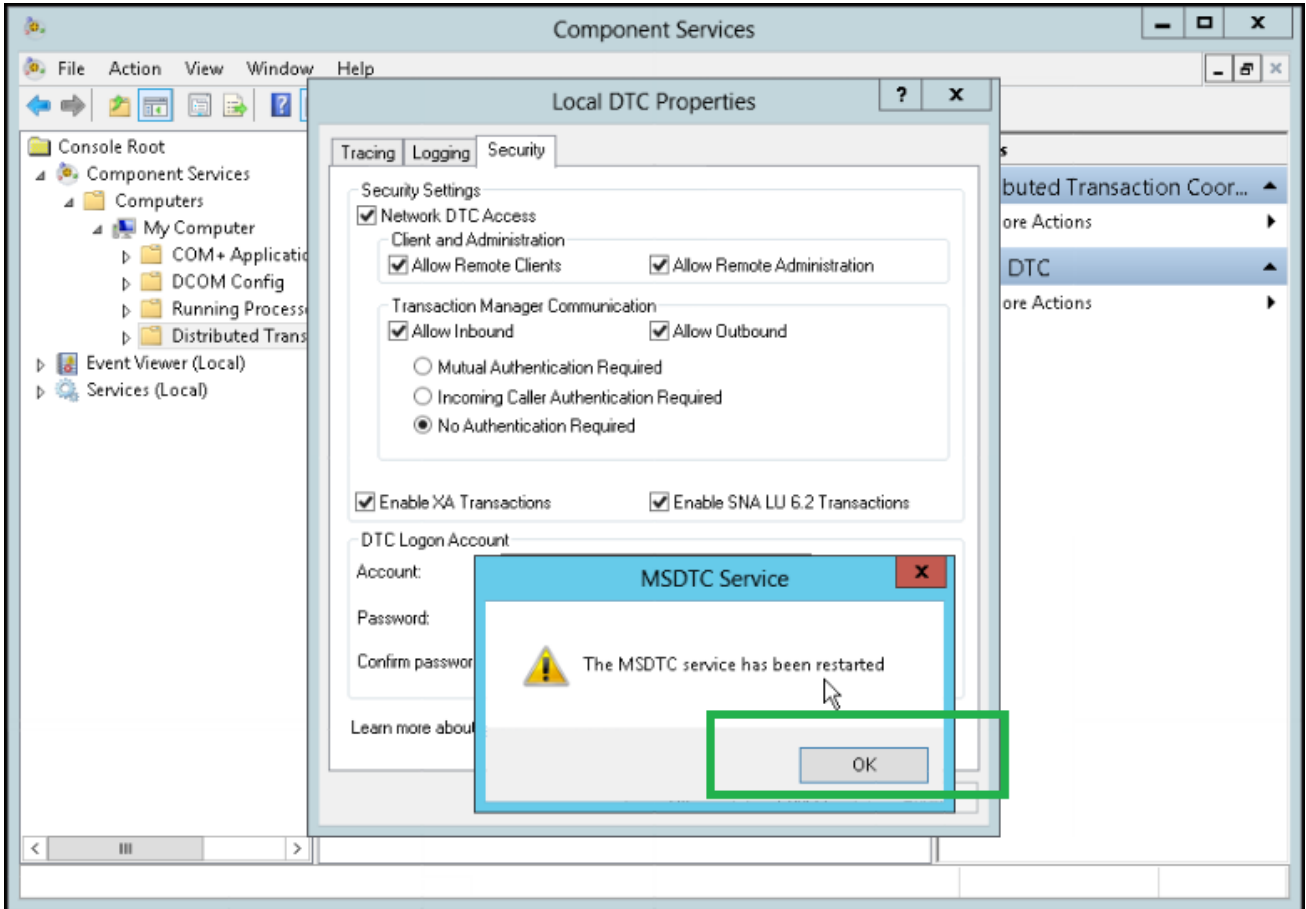 Component Services
File Action View Window Help
Local DTC Properties
Console Root
Component Services
Computers
My Computer
COM+ Applicatio
DCOM Config
Running Process
Distributed Trans
Event Viewer (Local)
Services (Local)
Tracing Logging Security
Security Settings
Network DTC Access
Client and Administration
Allow Remote Clients Allow Remote Administration
Transaction Manager Communication
Allow Inbound Allow Outbound
Mutual Authentication Required
Incoming Caller Authentication Required
No Authentication Required
Enable XA Transactions Enable SNA LU 6.2 Transactions
DTC Logon Account
Account:
Password:
Confirm passwor
Learn more about
MSDTC Service
The MSDTC service has been restarted
OK
s
buted Transaction Coor...
ore Actions
DTC
ore Actions